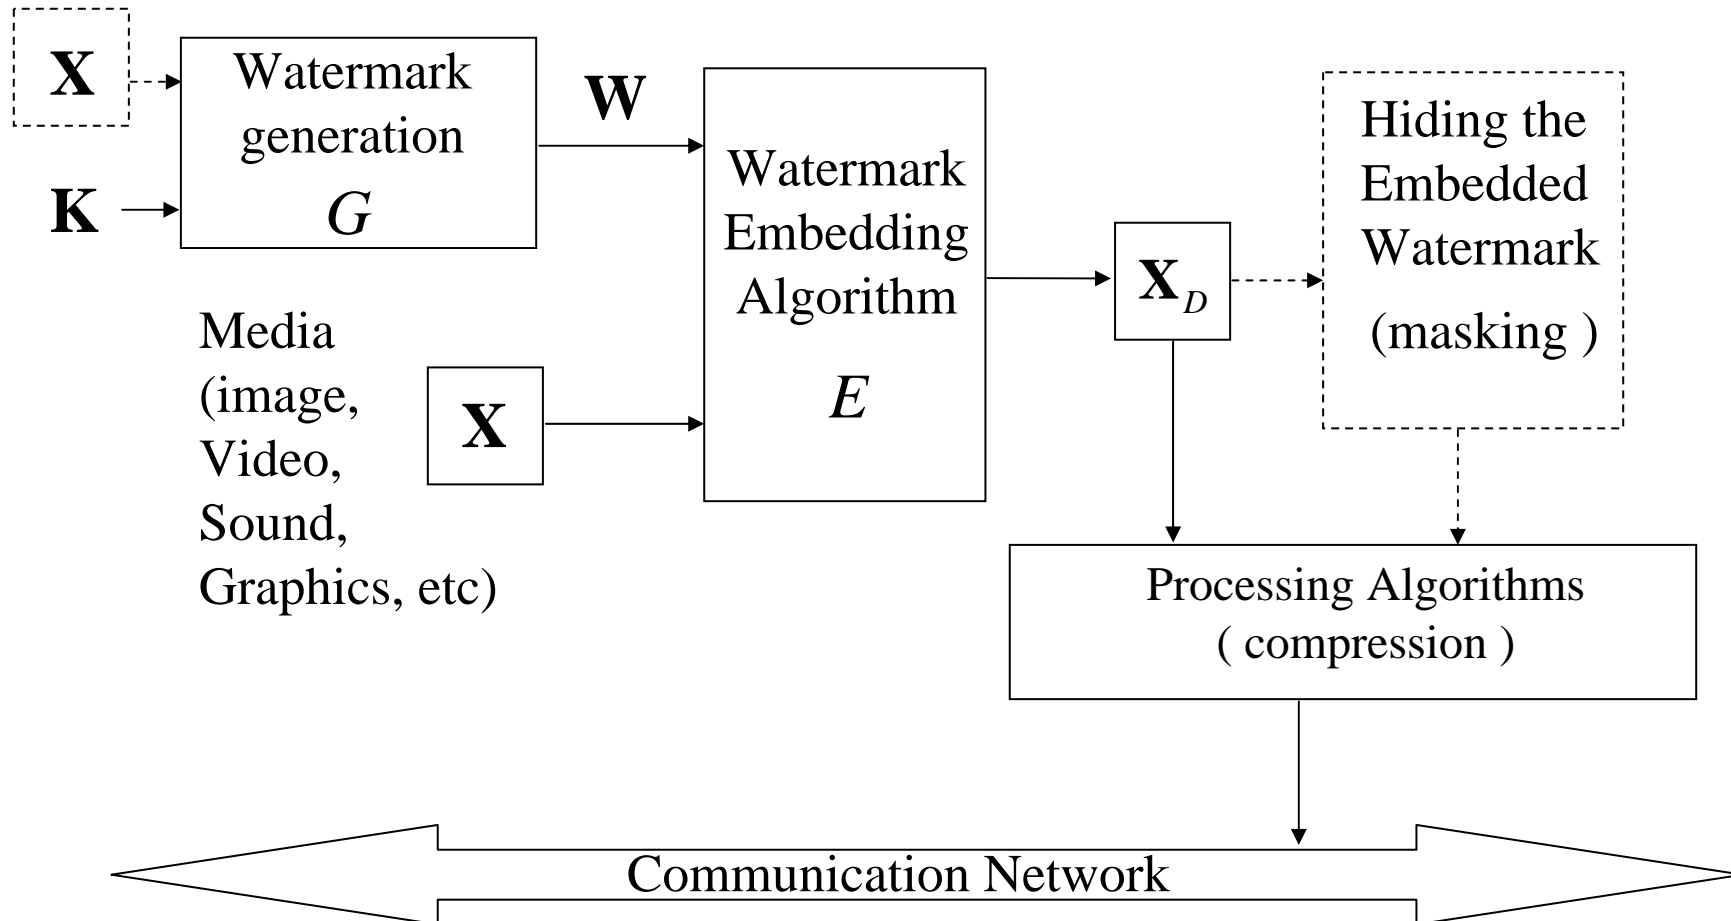 X
Watermark
generation
G
K
W
Watermark
Embedding
Algorithm
E
Media
(image,
Video,
Sound,
Graphics, etc)
X
X_D
Hiding the
Embedded
Watermark
(masking )
Processing Algorithms
( compression )
Communication Network